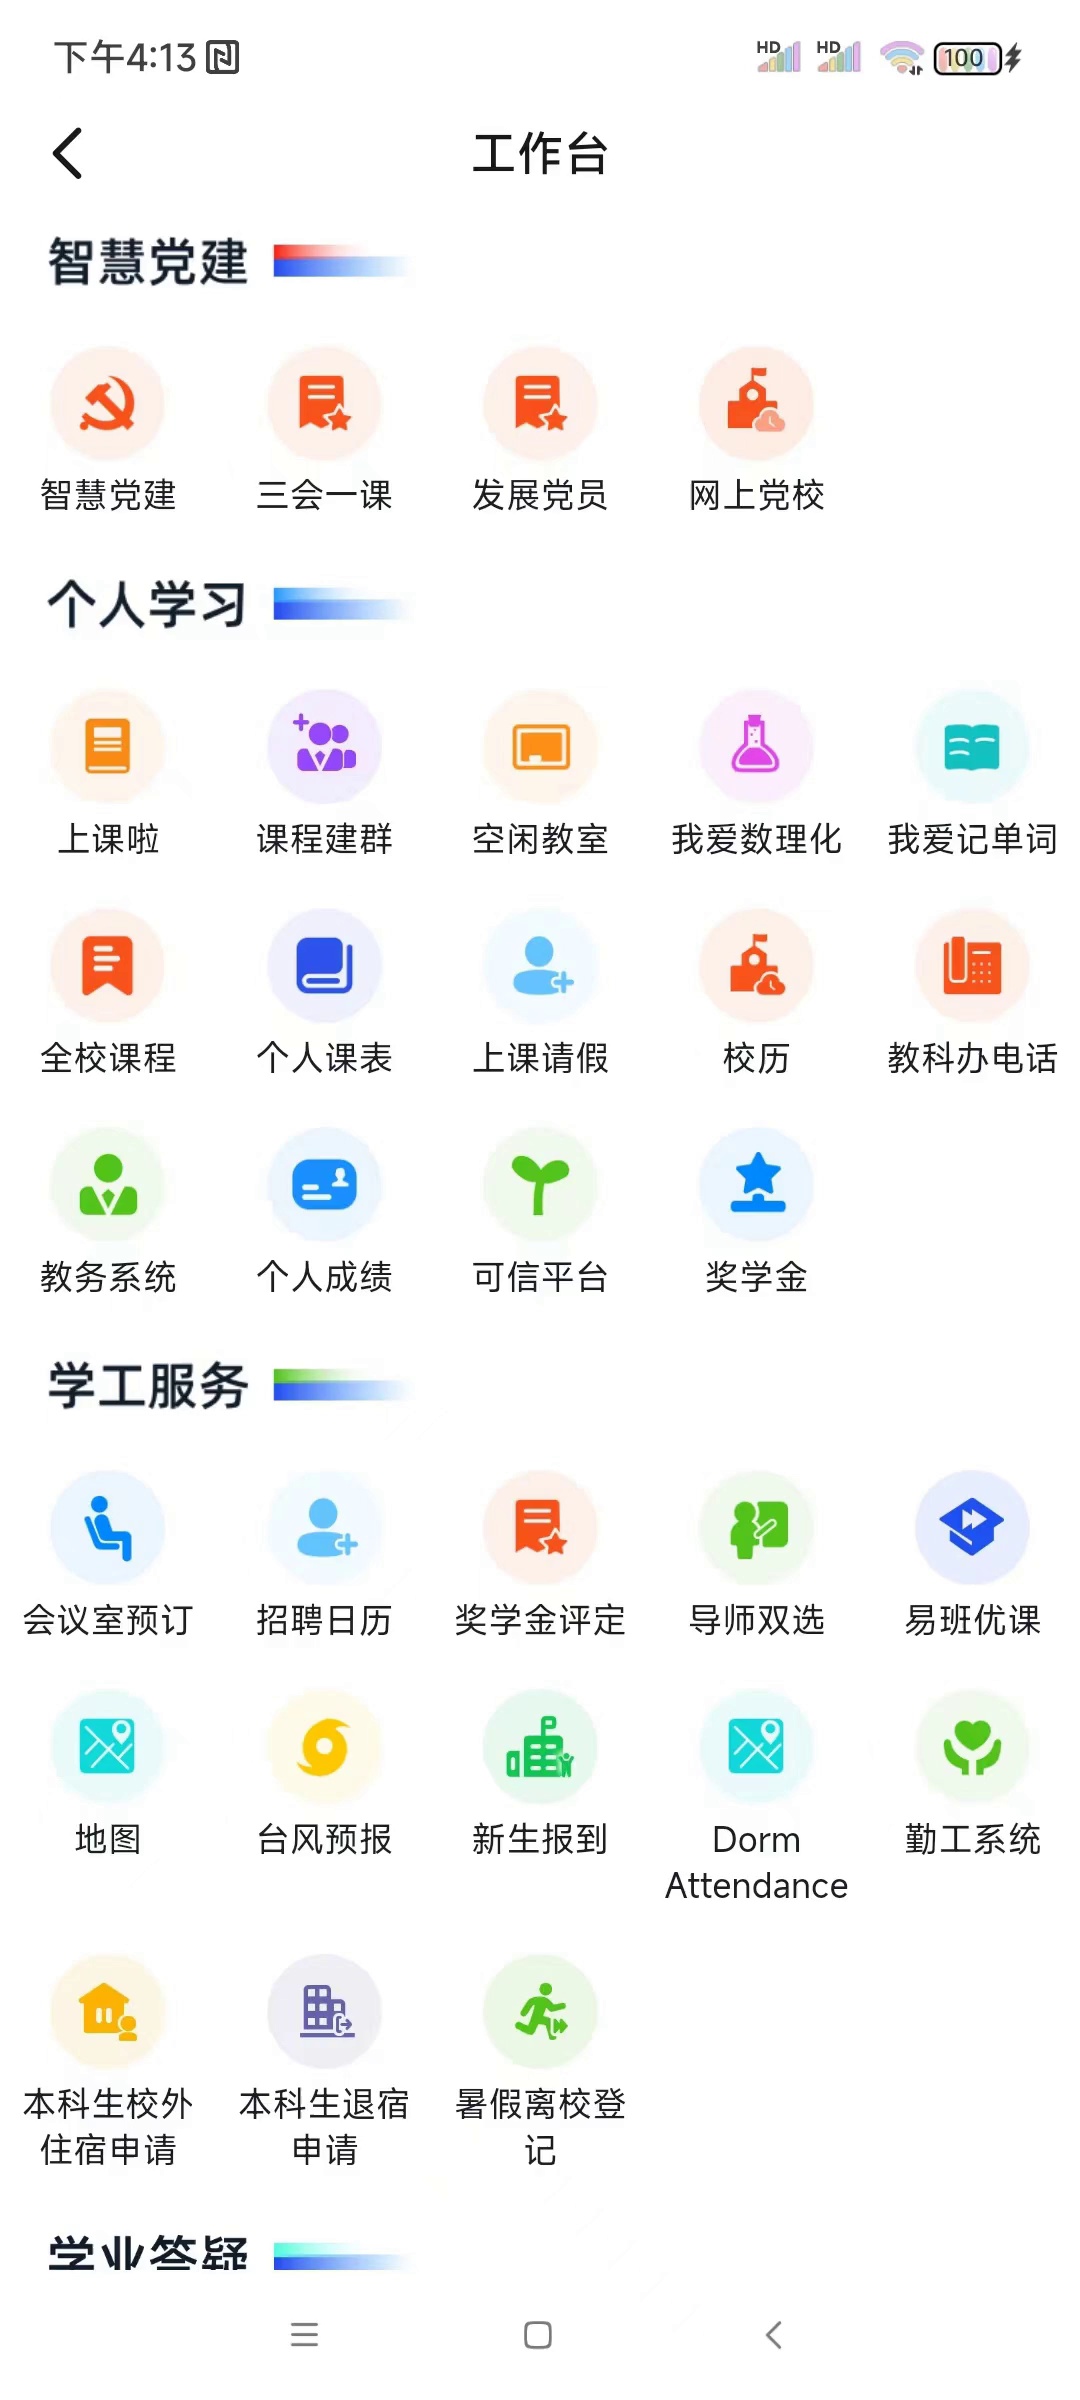 下午4:13
HD HD 100
工作台
智慧党建
智慧党建 三会一课 发展党员 网上党校
个人学习
上课啦 课程建群 空闲教室 我爱数理化 我爱记单词
全校课程 个人课表 上课请假 校历 教科办电话
教务系统 个人成绩 可信平台 奖学金
学工服务
会议室预订 招聘日历 奖学金评定 导师双选 易班优课
地图 台风预报 新生报到 Dorm 勤工系统
Attendance
本科生校外 本科生退宿 暑假离校登
住宿申请 申请 记
学业答疑